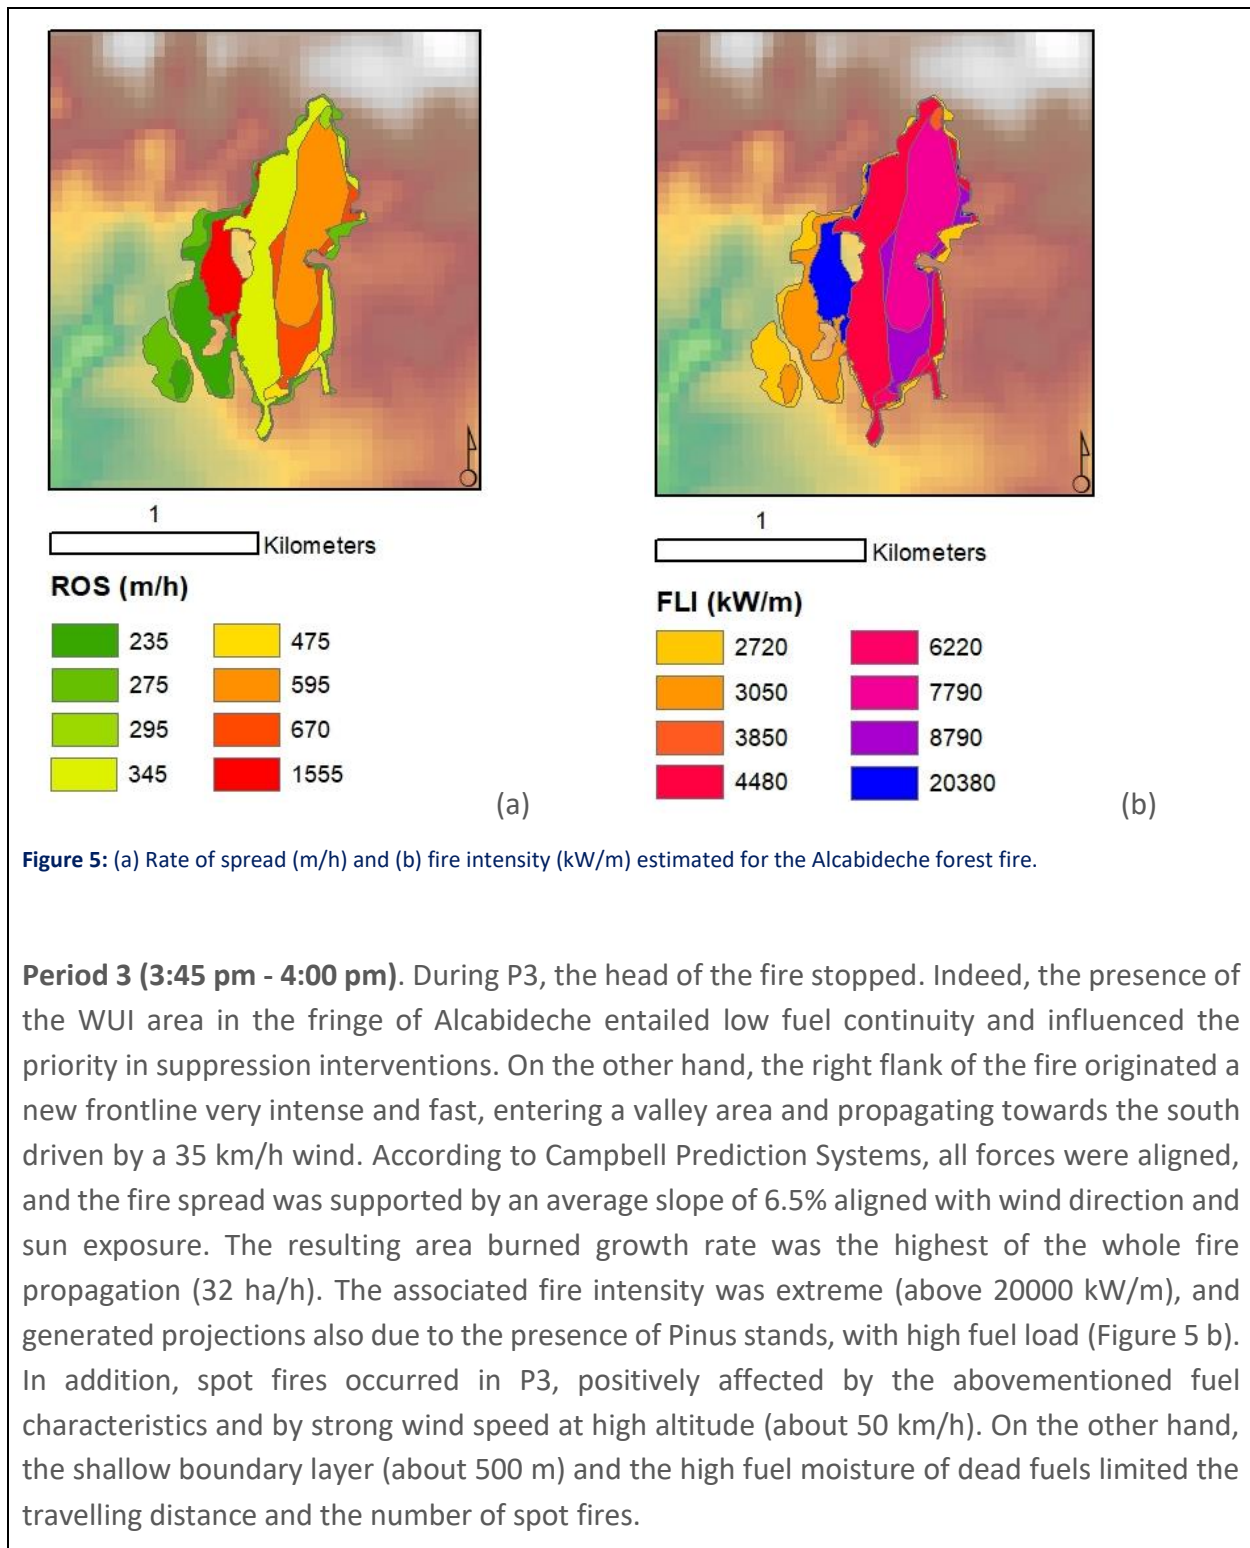 1
Kilometers
ROS (m/h)
235
275
295
345
475
595
670
1555
(a)
1
Kilometers
FLI (kW/m)
2720
3050
3850
4480
6220
7790
8790
20380
(b)
Figure 5: (a) Rate of spread (m/h) and (b) fire intensity (kW/m) estimated for the Alcabideche forest fire.
Period 3 (3:45 pm - 4:00 pm). During P3, the head of the fire stopped. Indeed, the presence of
the WUI area in the fringe of Alcabideche entailed low fuel continuity and influenced the
priority in suppression interventions. On the other hand, the right flank of the fire originated a
new frontline very intense and fast, entering a valley area and propagating towards the south
driven by a 35 km/h wind. According to Campbell Prediction Systems, all forces were aligned,
and the fire spread was supported by an average slope of 6.5% aligned with wind direction and
sun exposure. The resulting area burned growth rate was the highest of the whole fire
propagation (32 ha/h). The associated fire intensity was extreme (above 20000 kW/m), and
generated projections also due to the presence of Pinus stands, with high fuel load (Figure 5 b).
In addition, spot fires occurred in P3, positively affected by the abovementioned fuel
characteristics and by strong wind speed at high altitude (about 50 km/h). On the other hand,
the shallow boundary layer (about 500 m) and the high fuel moisture of dead fuels limited the
travelling distance and the number of spot fires.